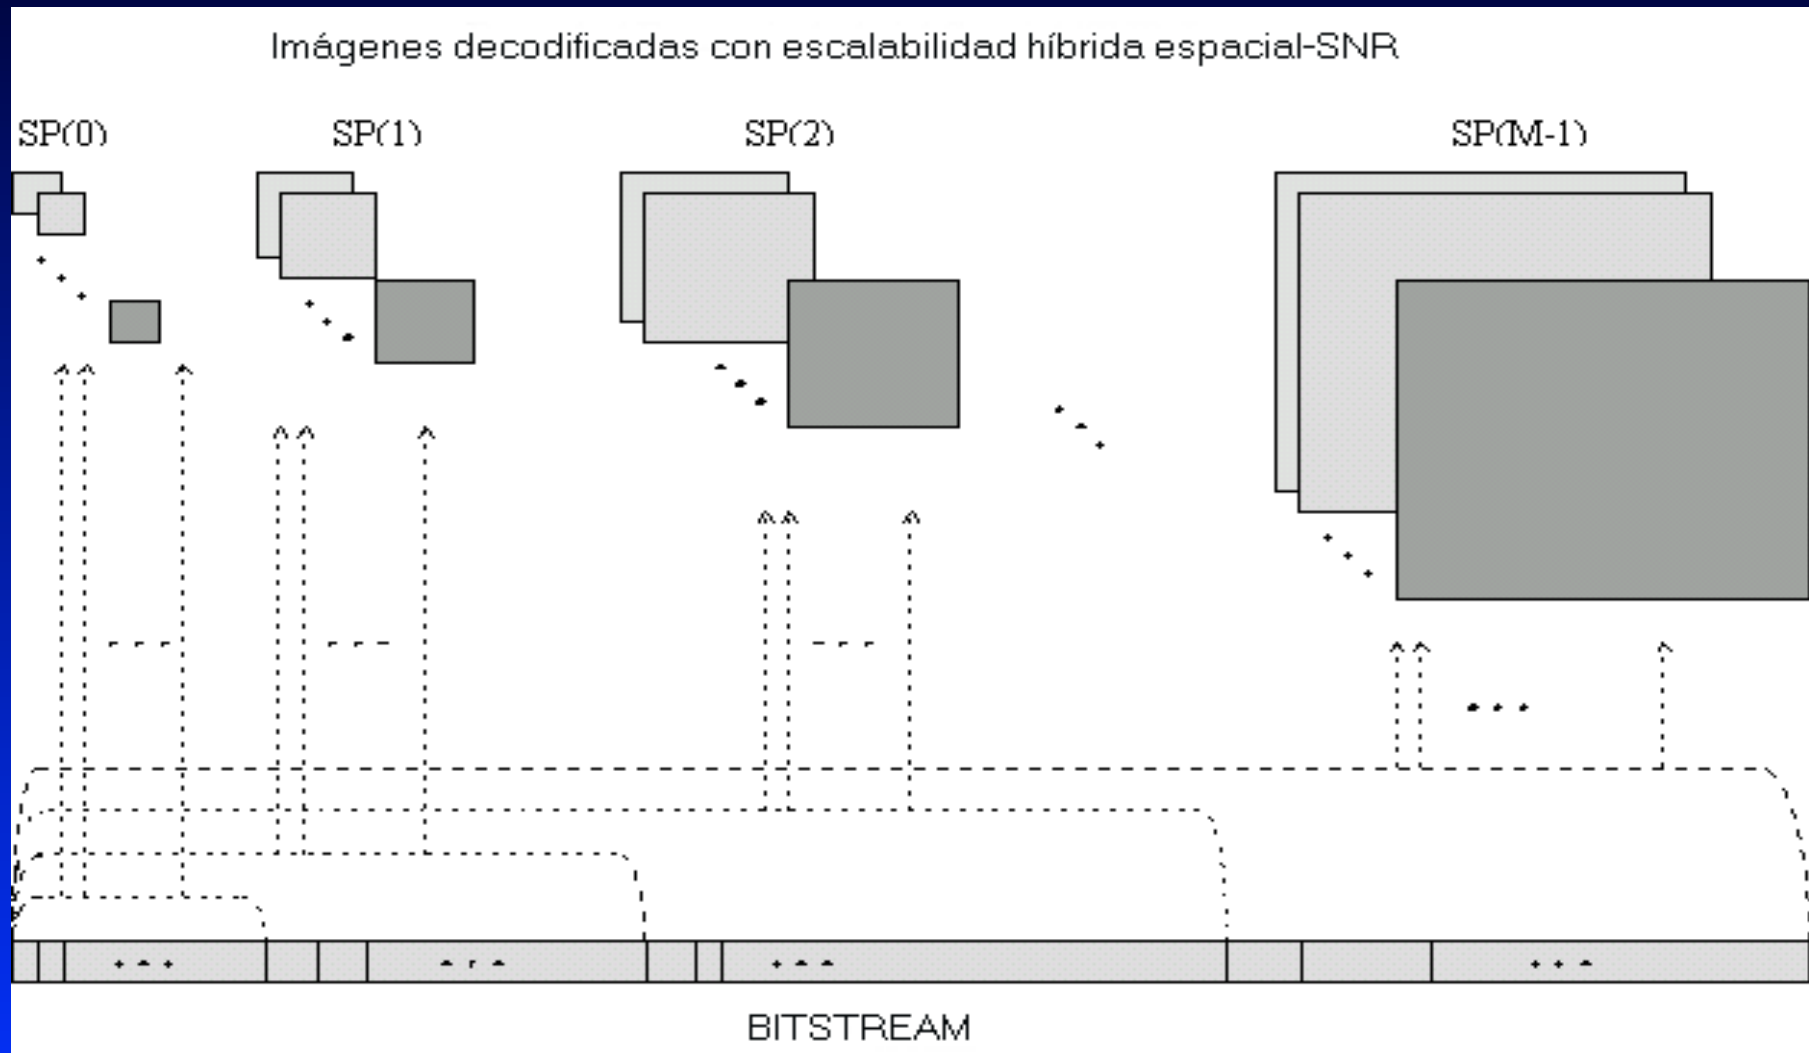 Imágenes decodificadas con escalabilidad híbrida espacial-SNR
SP(0) SP(1) SP(2) SP(M-1)
BITSTREAM